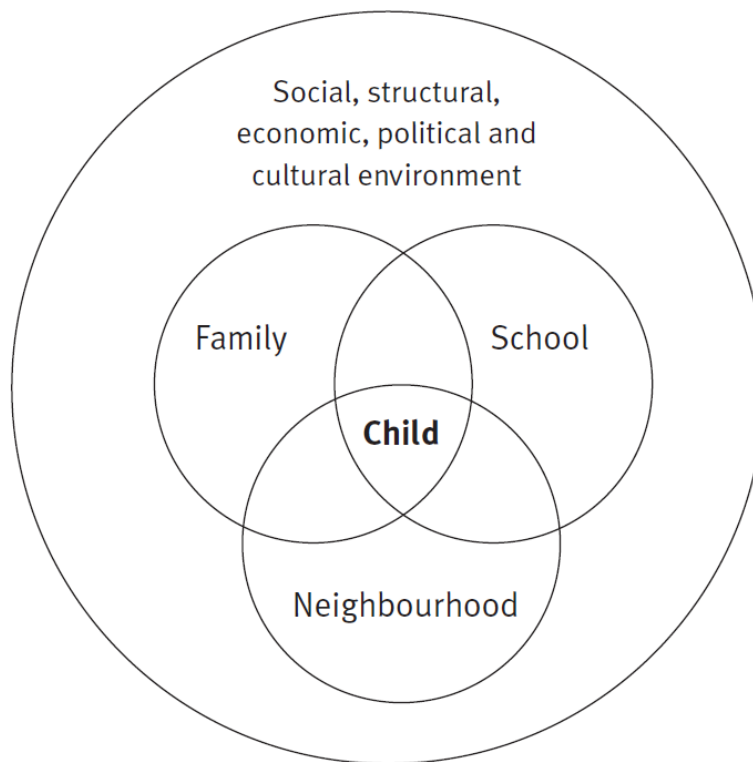 Social, structural,
economic, political and
cultural environment
Family
School
Child
Neighbourhood